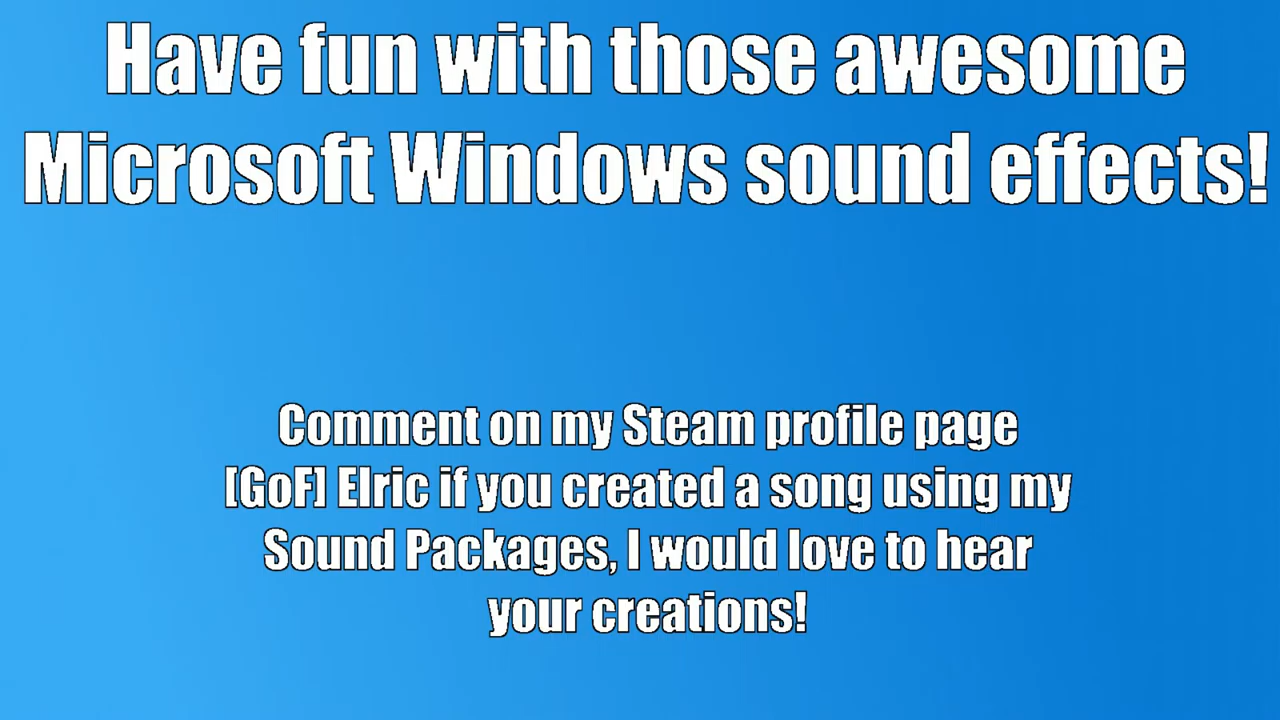 Have fun with those awesome
Microsoft Windows sound effects!
Comment on my Steam profile page
[GoF] Elric if you created a song using my
Sound Packages, I would love to hear
your creations!